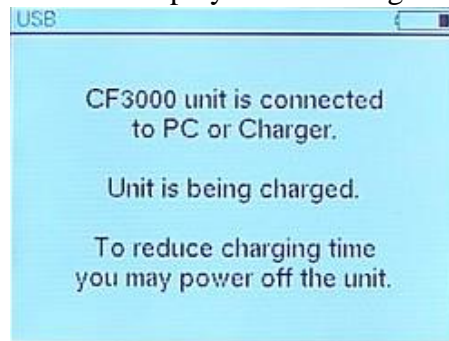 USB
CF3000 unit is connected
to PC or Charger.
Unit is being charged.
To reduce charging time
you may power off the unit.